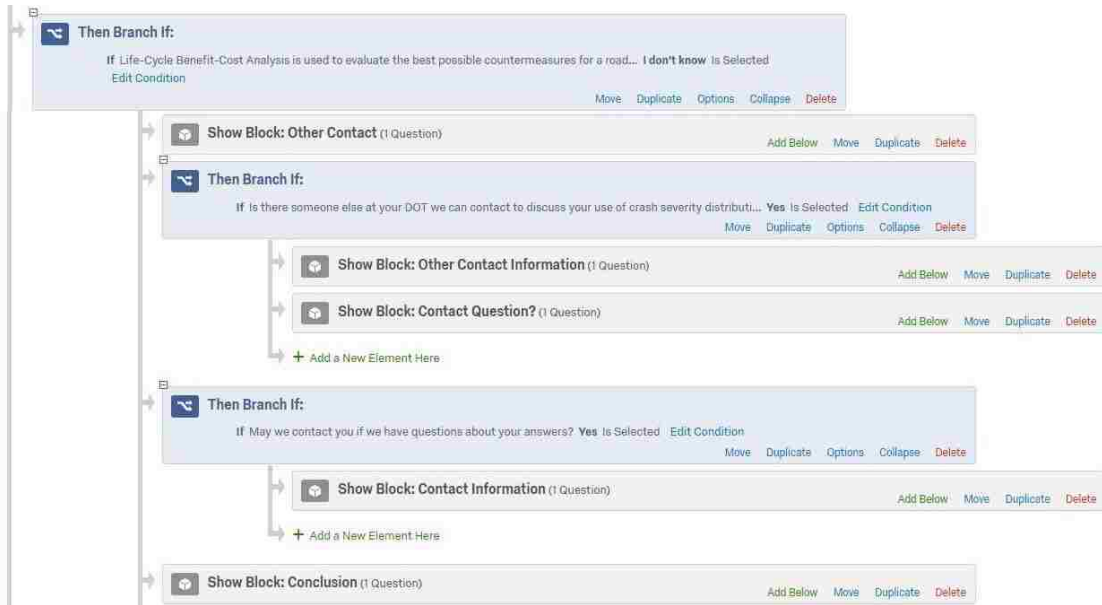 Then Branch If:
If Life-Cycle Benefit-Cost Analysis is used to evaluate the best possible countermeasures for a road... I don't know Is Selected
Edit Condition
Move Duplicate Options Collapse Delete
Show Block: Other Contact (1 Question)
Add Below Move Duplicate Delete
Then Branch If:
If Is there someone else at your DOT we can contact to discuss your use of crash severity distributi... Yes Is Selected Edit Condition
Move Duplicate Options Collapse Delete
Show Block: Other Contact Information (1 Question)
Add Below Move Duplicate Delete
Show Block: Contact Question? (1 Question)
Add Below Move Duplicate Delete
+ Add a New Element Here
Then Branch If:
If May we contact you if we have questions about your answers? Yes Is Selected Edit Condition
Move Duplicate Options Collapse Delete
Show Block: Contact Information (1 Question)
Add Below Move Duplicate Delete
+ Add a New Element Here
Show Block: Conclusion (1 Question)
Add Below Move Duplicate Delete